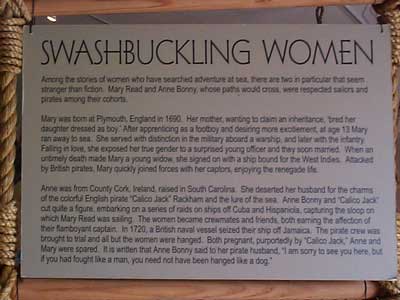 SWASHBUCKLING WOMEN
Among the stories of women who have searched adventure at sea, there are two in particular that seem
stranger than fiction. Mary Read and Anne Bonny, whose paths would cross, were respected sailors and
pirates among their cohorts.
Mary was born at Plymouth, England in 1690. Her mother, wanting to claim an inheritance, 'bred her
daughter dressed as boy.' After apprenticing as a footboy and desiring more excitement, at age 13 Mary
ran away to sea. She served with distinction in the military aboard a warship, and later with the infantry.
Falling in love, she exposed her true gender to a surprised young officer and they soon married. When an
untimely death made Mary a young widow, she signed on with a ship bound for the West Indies. Attacked
by British pirates, Mary quickly joined forces with her captors, enjoying the renegade life.
Anne was from County Cork, Ireland, raised in South Carolina. She deserted her husband for the charms
of the colorful English pirate "Calico Jack" Rackham and the lure of the sea. Anne Bonny and "Calico Jack"
cut quite a figure, embarking on a series of raids on ships off Cuba and Hispaniola, capturing the sloop on
which Mary Read was sailing. The women became crewmates and friends, both earning the affection of
their flamboyant captain. In 1720, a British naval vessel seized their ship off Jamaica. The pirate crew was
brought to trial and all but the women were hanged. Both pregnant, purportedly by "Calico Jack," Anne and
Mary were spared. It is written that Anne Bonny said to her pirate husband, "I am sorry to see you here, but
if you had fought like a man, you need not have been hanged like a dog."